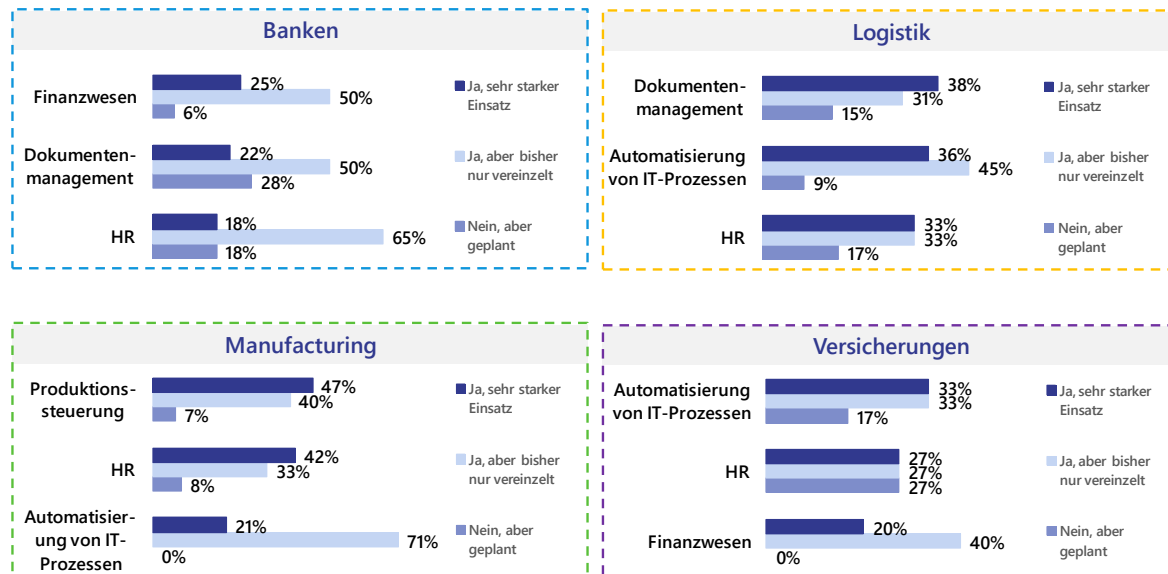 Banken
Finanzwesen
25%
50%
6%
Dokumenten-
management
22%
50%
28%
HR
18%
65%
18%
Ja, sehr starker
Einsatz
Ja, aber bisher
nur vereinzelt
Nein, aber
geplant
Logistik
Dokumenten-
management
38%
31%
15%
Automatisierung
von IT-Prozessen
36%
45%
9%
HR
33%
33%
17%
Ja, sehr starker
Einsatz
Ja, aber bisher
nur vereinzelt
Nein, aber
geplant
Manufacturing
Produktions-
steuerung
47%
40%
7%
HR
42%
33%
8%
Automatisier-
ung von IT-
Prozessen
21%
71%
0%
Ja, sehr starker
Einsatz
Ja, aber bisher
nur vereinzelt
Nein, aber
geplant
Versicherungen
Automatisierung
von IT-Prozessen
33%
33%
17%
HR
27%
27%
27%
Finanzwesen
20%
40%
0%
Ja, sehr starker
Einsatz
Ja, aber bisher
nur vereinzelt
Nein, aber
geplant